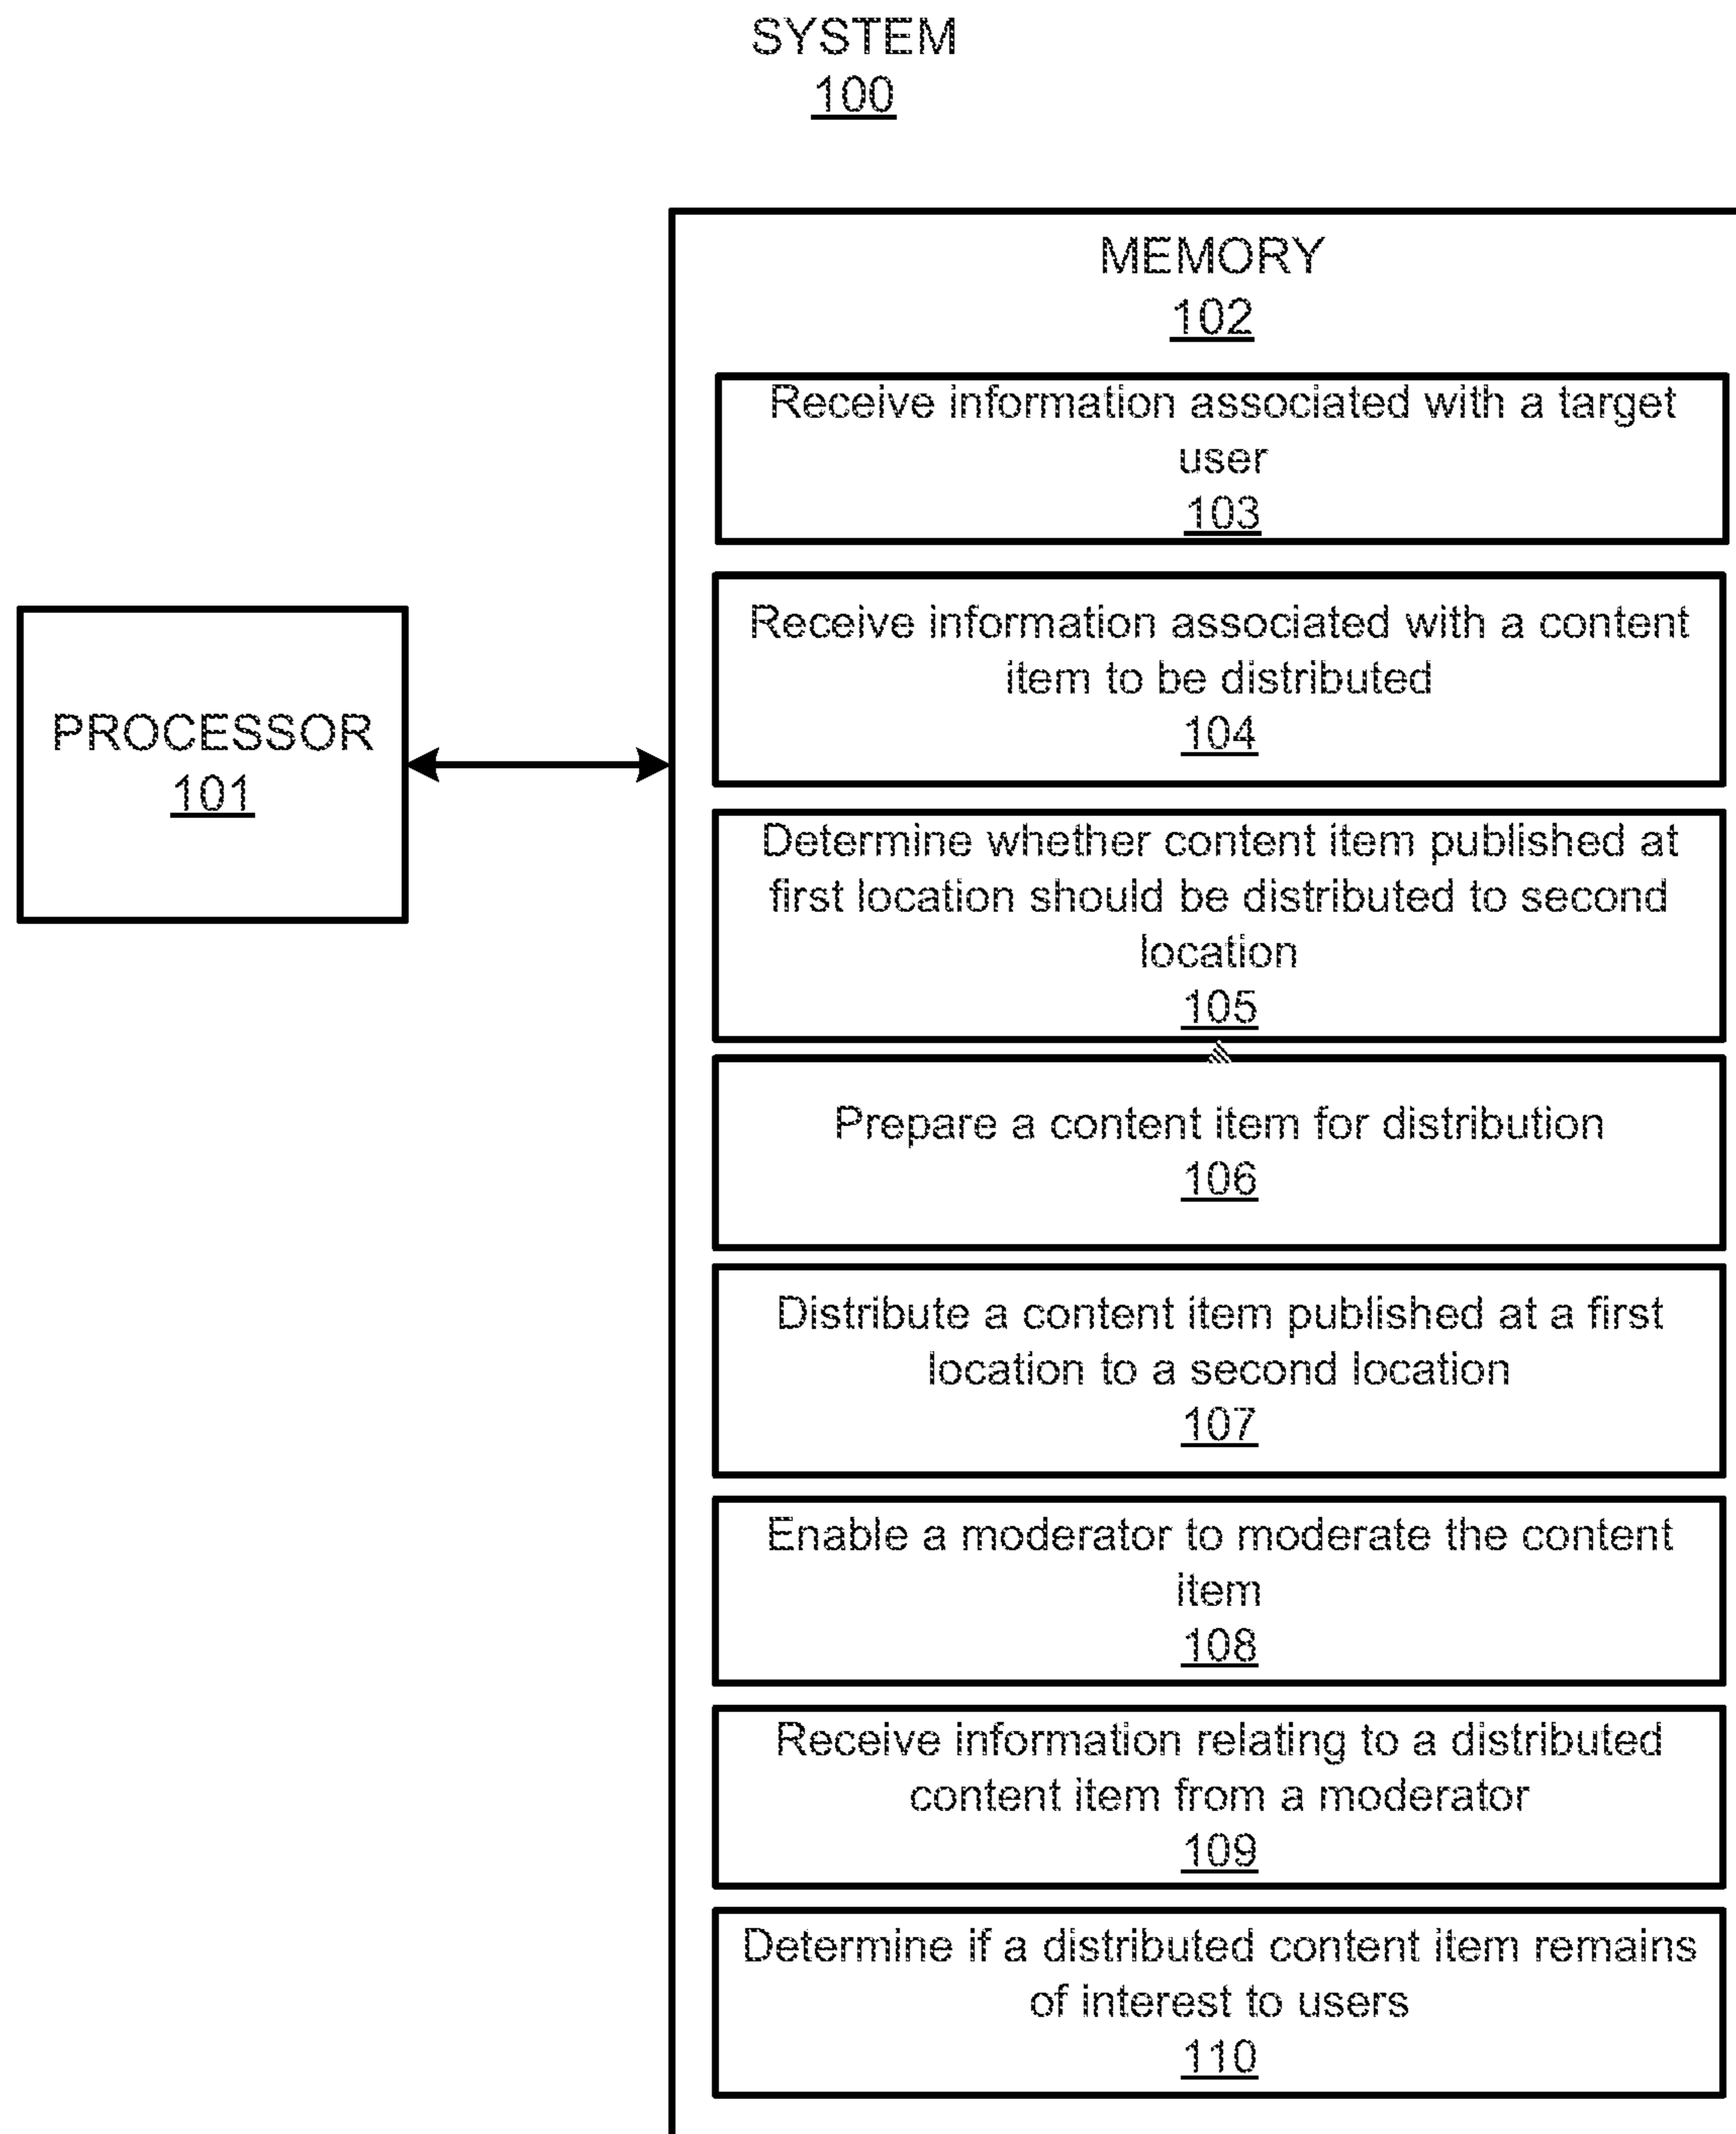 SYSTEM
100
MEMORY
102
Receive information associated with a target
user
103
Receive information associated with a content
item to be distributed
104
PROCESSOR
101
Determine whether content item published at
first location should be distributed to second
location
105
Prepare a content item for distribution
106
Distribute a content item published at a first
location to a second location
107
Enable a moderator to moderate the content
item
108
Receive information relating to a distributed
content item from a moderator
109
Determine if a distributed content item remains
of interest to users
110